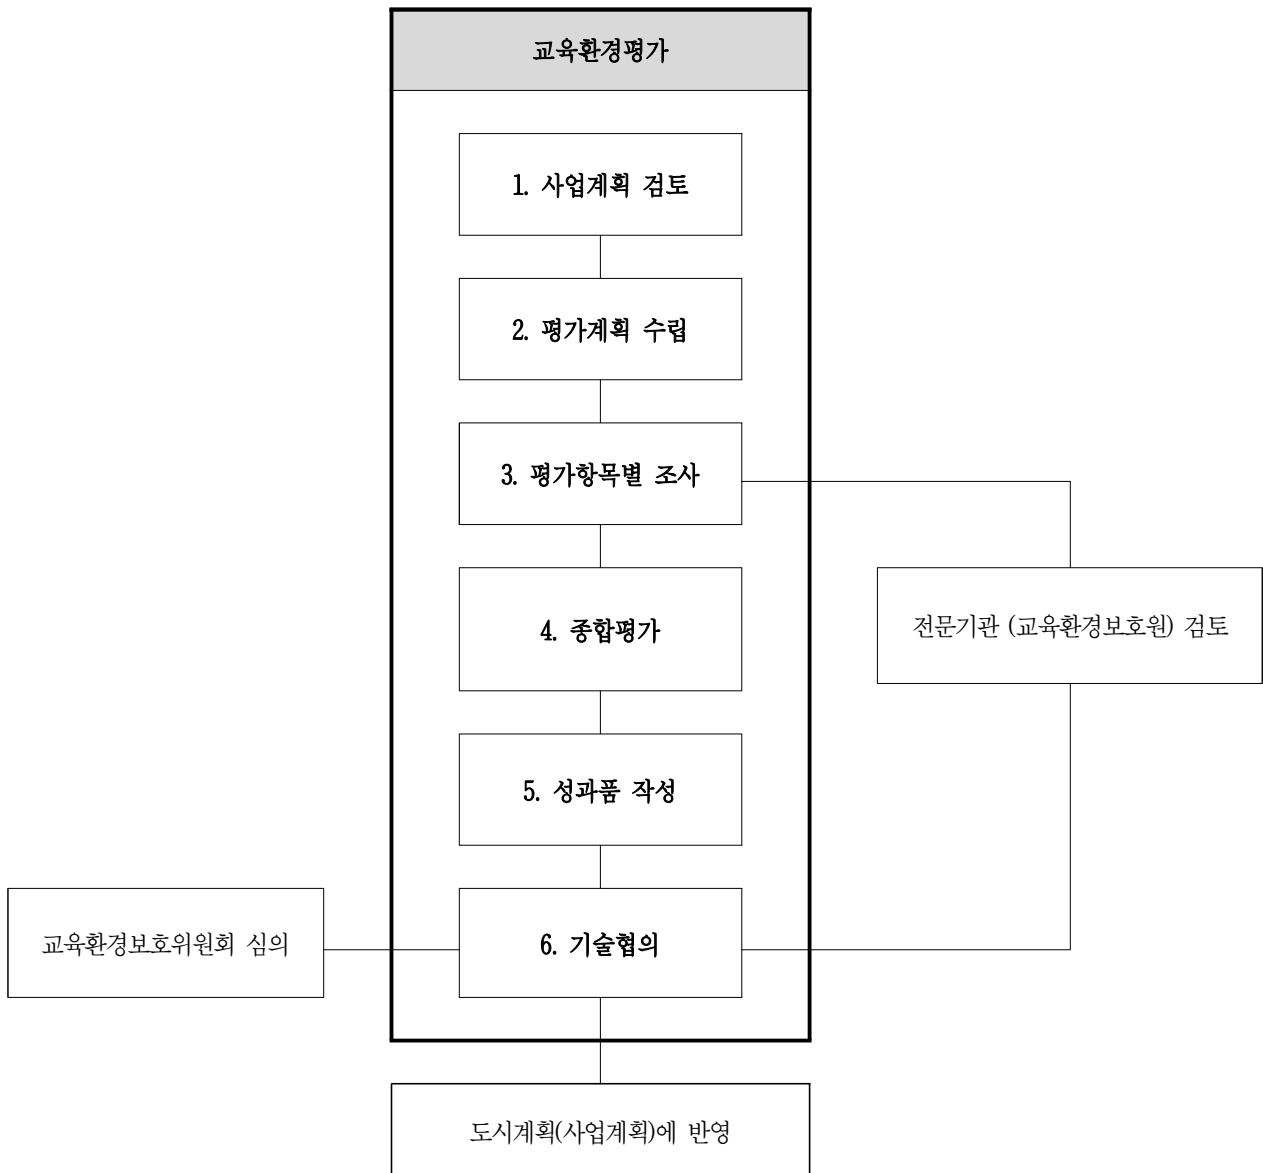 교육환경평가
1. 사업계획 검토
2. 평가계획 수립
3. 평가항목별 조사
전문기관 (교육환경보호원) 검토
4. 종합평가
5. 성과품 작성
교육환경보호위원회 심의
6. 기술협의
도시계획(사업계획)에 반영